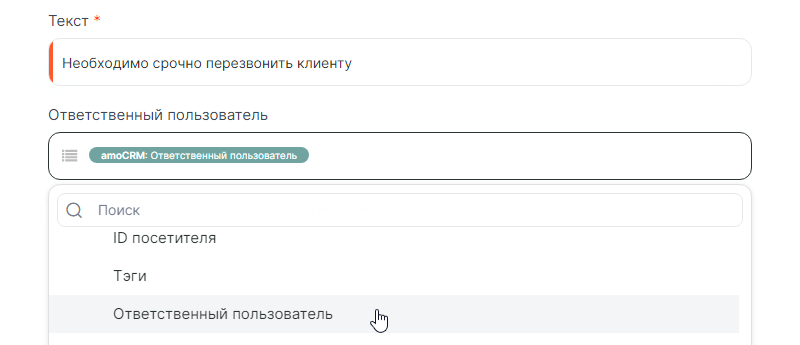 Текст *
Необходимо срочно перезвонить клиенту
Ответственный пользователь
amoCRM: Ответственный пользователь
Поиск
ID посетителя
Тэги
Ответственный пользователь